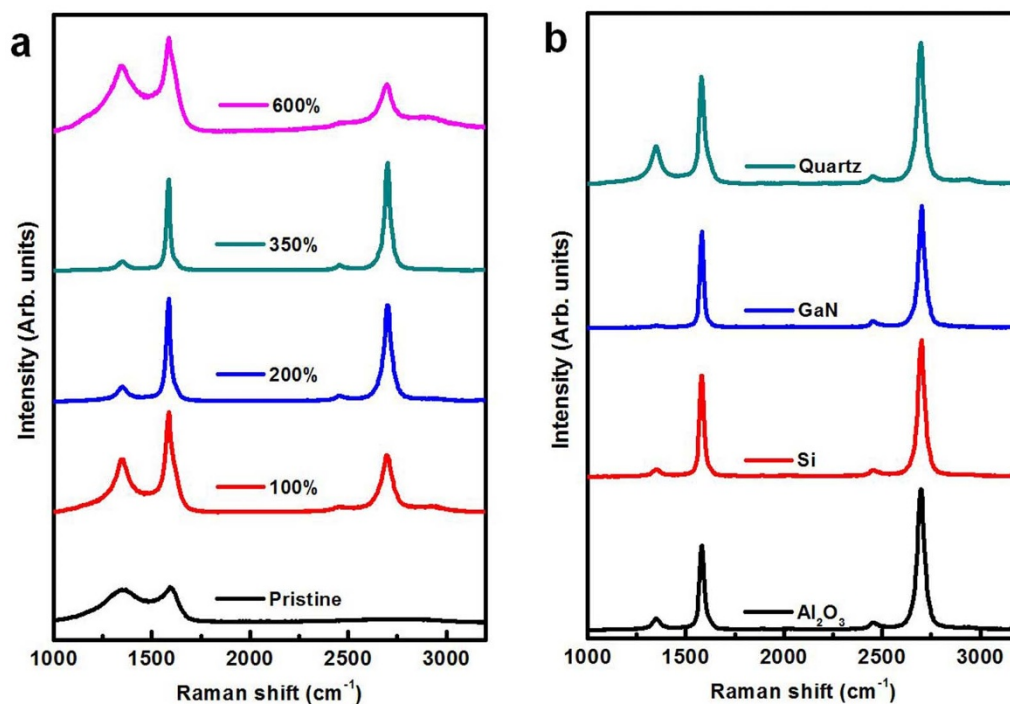 a
600%
350%
200%
100%
Pristine
Intensity (Arb. units)
1000 1500 2000 2500 3000
Raman shift (cm⁻¹)
b
Quartz
GaN
Si
Al₂O₃
Intensity (Arb. units)
1000 1500 2000 2500 3000
Raman shift (cm⁻¹)